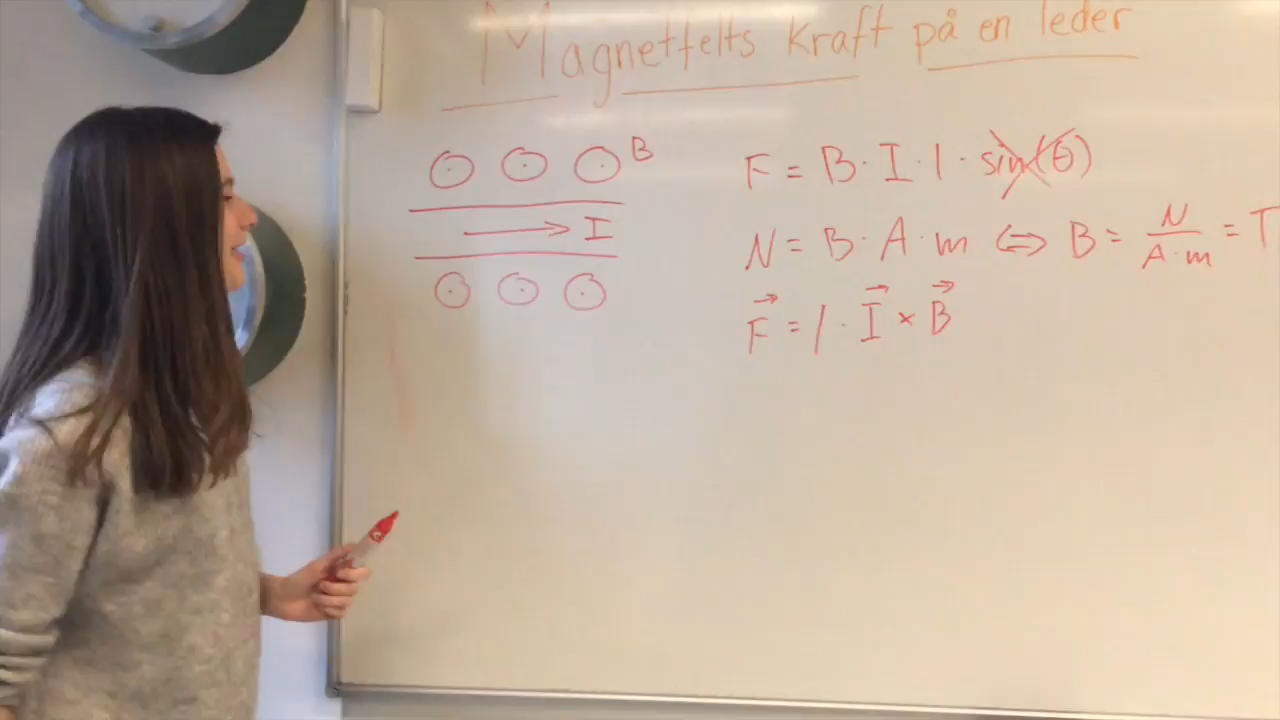 Magnetfelts kraft på en leder
B
I
F = B · I · l · sin(θ)
N = B · A · m ⇔ B = N / A·m = T
F⃗ = l · I⃗ × B⃗